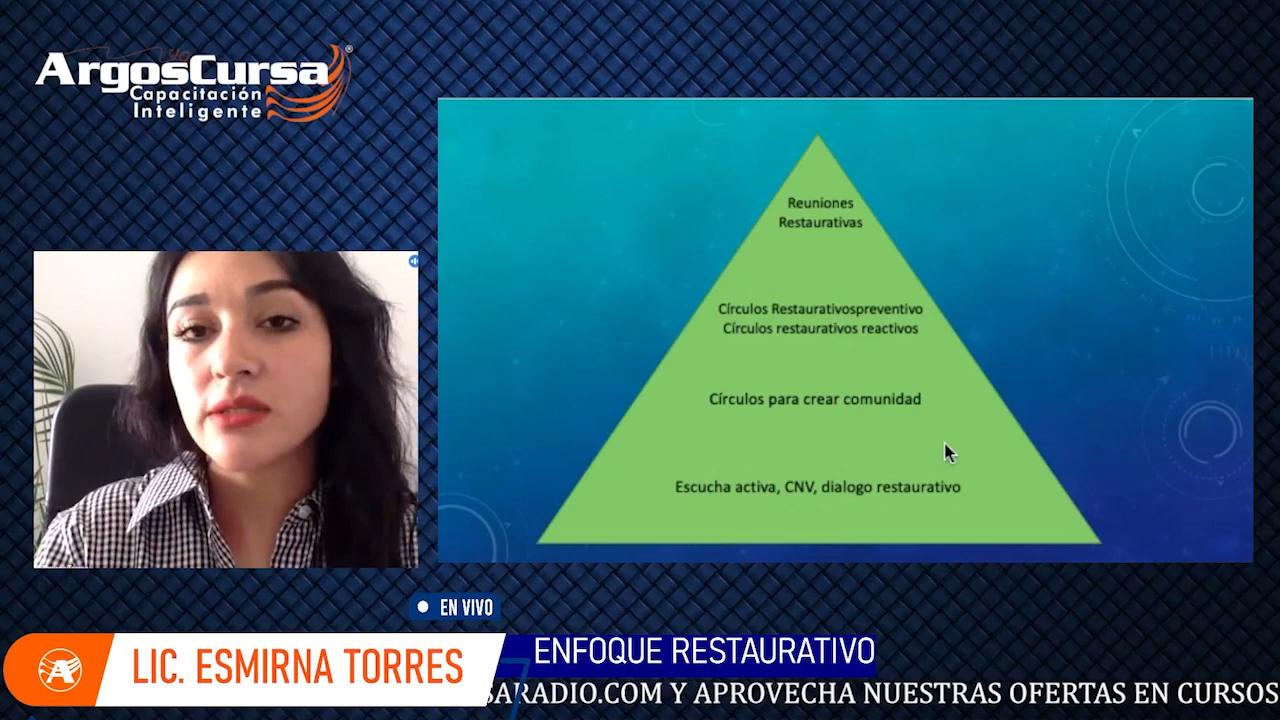 ArgosCursa®
Capacitación
Inteligente
Reuniones
Restaurativas
Círculos Restaurativospreventivo
Círculos restaurativos reactivos
Círculos para crear comunidad
Escucha activa, CNV, dialogo restaurativo
EN VIVO
LIC. ESMIRNA TORRES
ENFOQUE RESTAURATIVO
SARADIO.COM Y APROVECHA NUESTRAS OFERTAS EN CURSOS